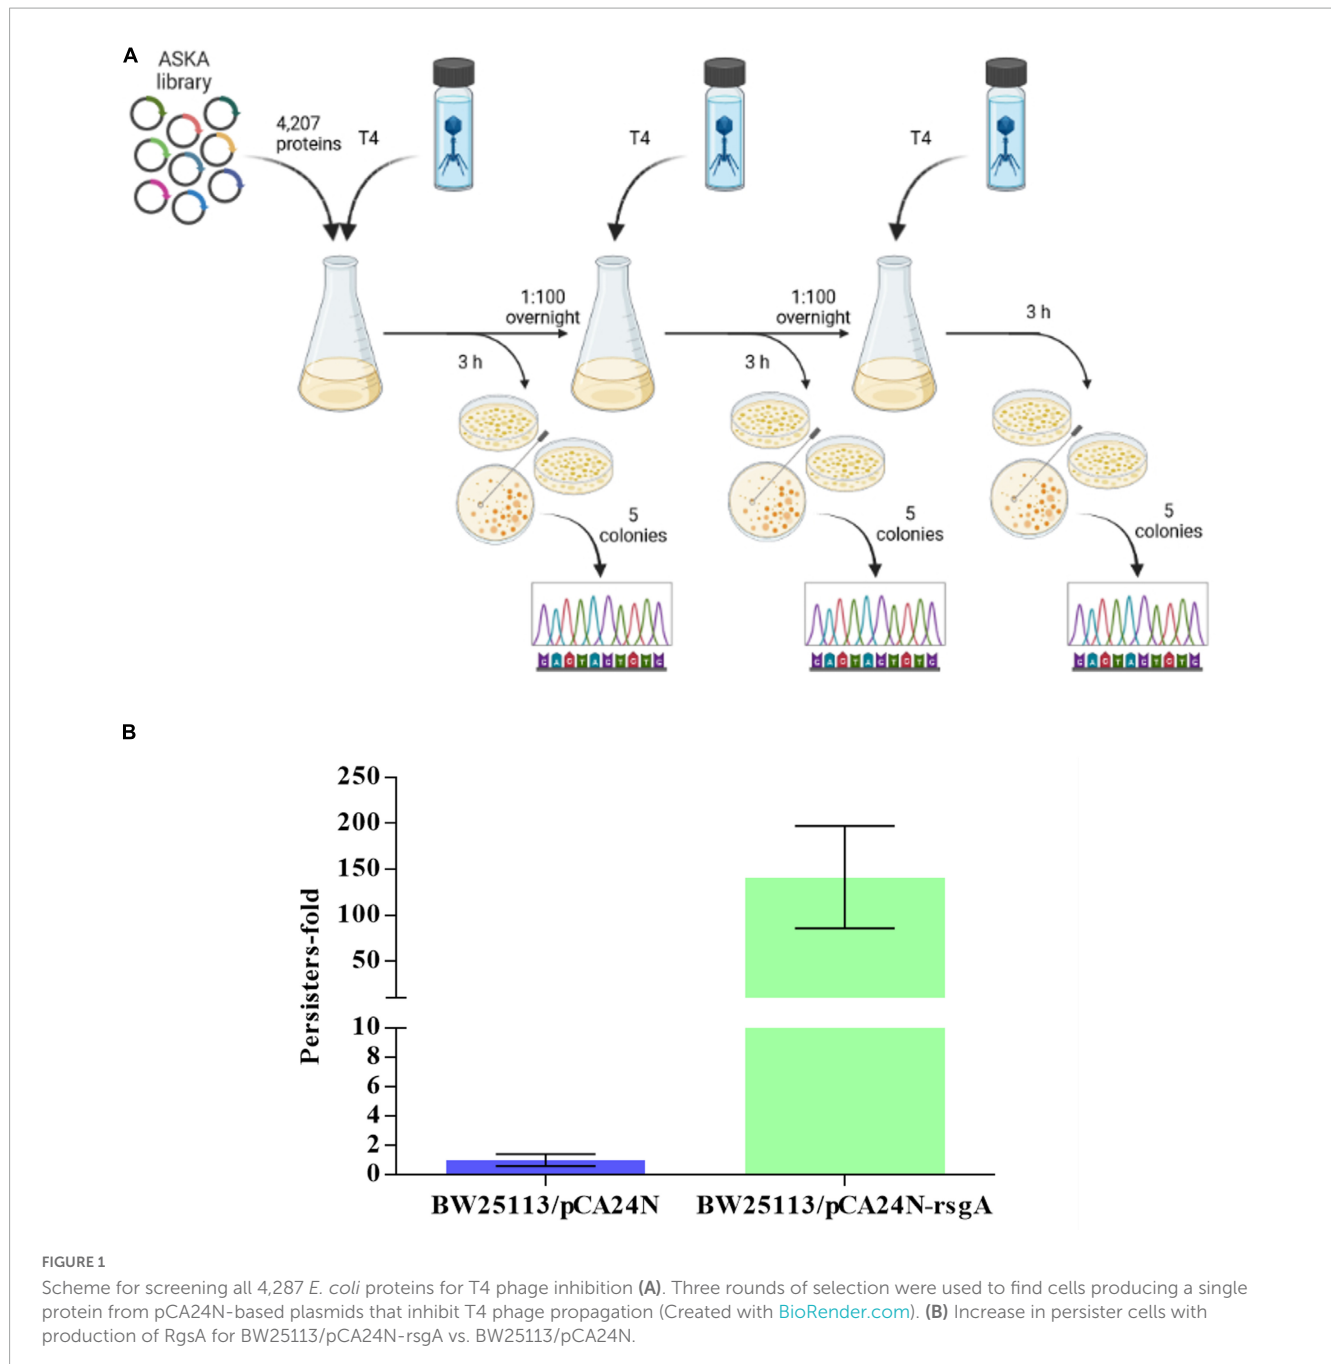 A
ASKA
library
4,207
proteins
T4
T4
T4
1:100
overnight
1:100
overnight
3 h
3 h
3 h
5
colonies
5
colonies
5
colonies
G A C T A G T C T G
G A C T A G T C T G
G A C T A G T C T G
B
Persisters-fold
250
200
150
100
50
10
8
6
4
2
0
BW25113/pCA24N
BW25113/pCA24N-rsgA
FIGURE 1
Scheme for screening all 4,287 E. coli proteins for T4 phage inhibition (A). Three rounds of selection were used to find cells producing a single
protein from pCA24N-based plasmids that inhibit T4 phage propagation (Created with BioRender.com). (B) Increase in persister cells with
production of RgsA for BW25113/pCA24N-rsgA vs. BW25113/pCA24N.